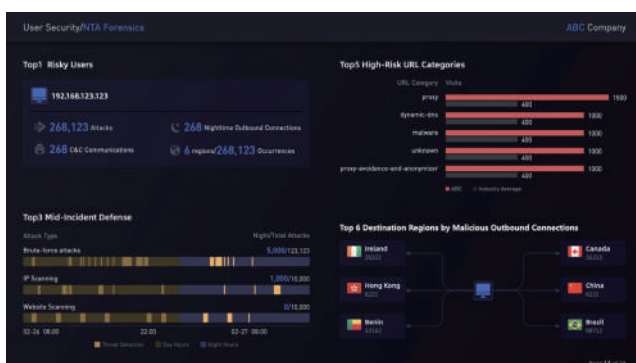 User Security/NTA Forensics
ABC Company
Top1 Risky Users
192.168.123.123
268,123 Attacks
268 Nighttime Outbound Connections
268 C&C Communications
6 regions/268,123 Occurrences
Top5 High-Risk URL Categories
URL Category Visits
proxy 1500
400
dynamic-dns 1000
400
malware 1000
400
unknown 1000
400
proxy-avoidance-and-anonymizer 1000
400
ABC Industry Average
Top3 Mid-Incident Defense
Attack Type Night/Total Attacks
Brute-force attacks 5,000/123,123
IP Scanning 1,000/10,000
Website Scanning 0/10,000
02-26 08:00 22:00 02-27 06:00
Threat Detection Day Hours Night Hours
Top 6 Destination Regions by Malicious Outbound Connections
Ireland
Canada
Hong Kong
6221
China
6221
Benin
Brazil